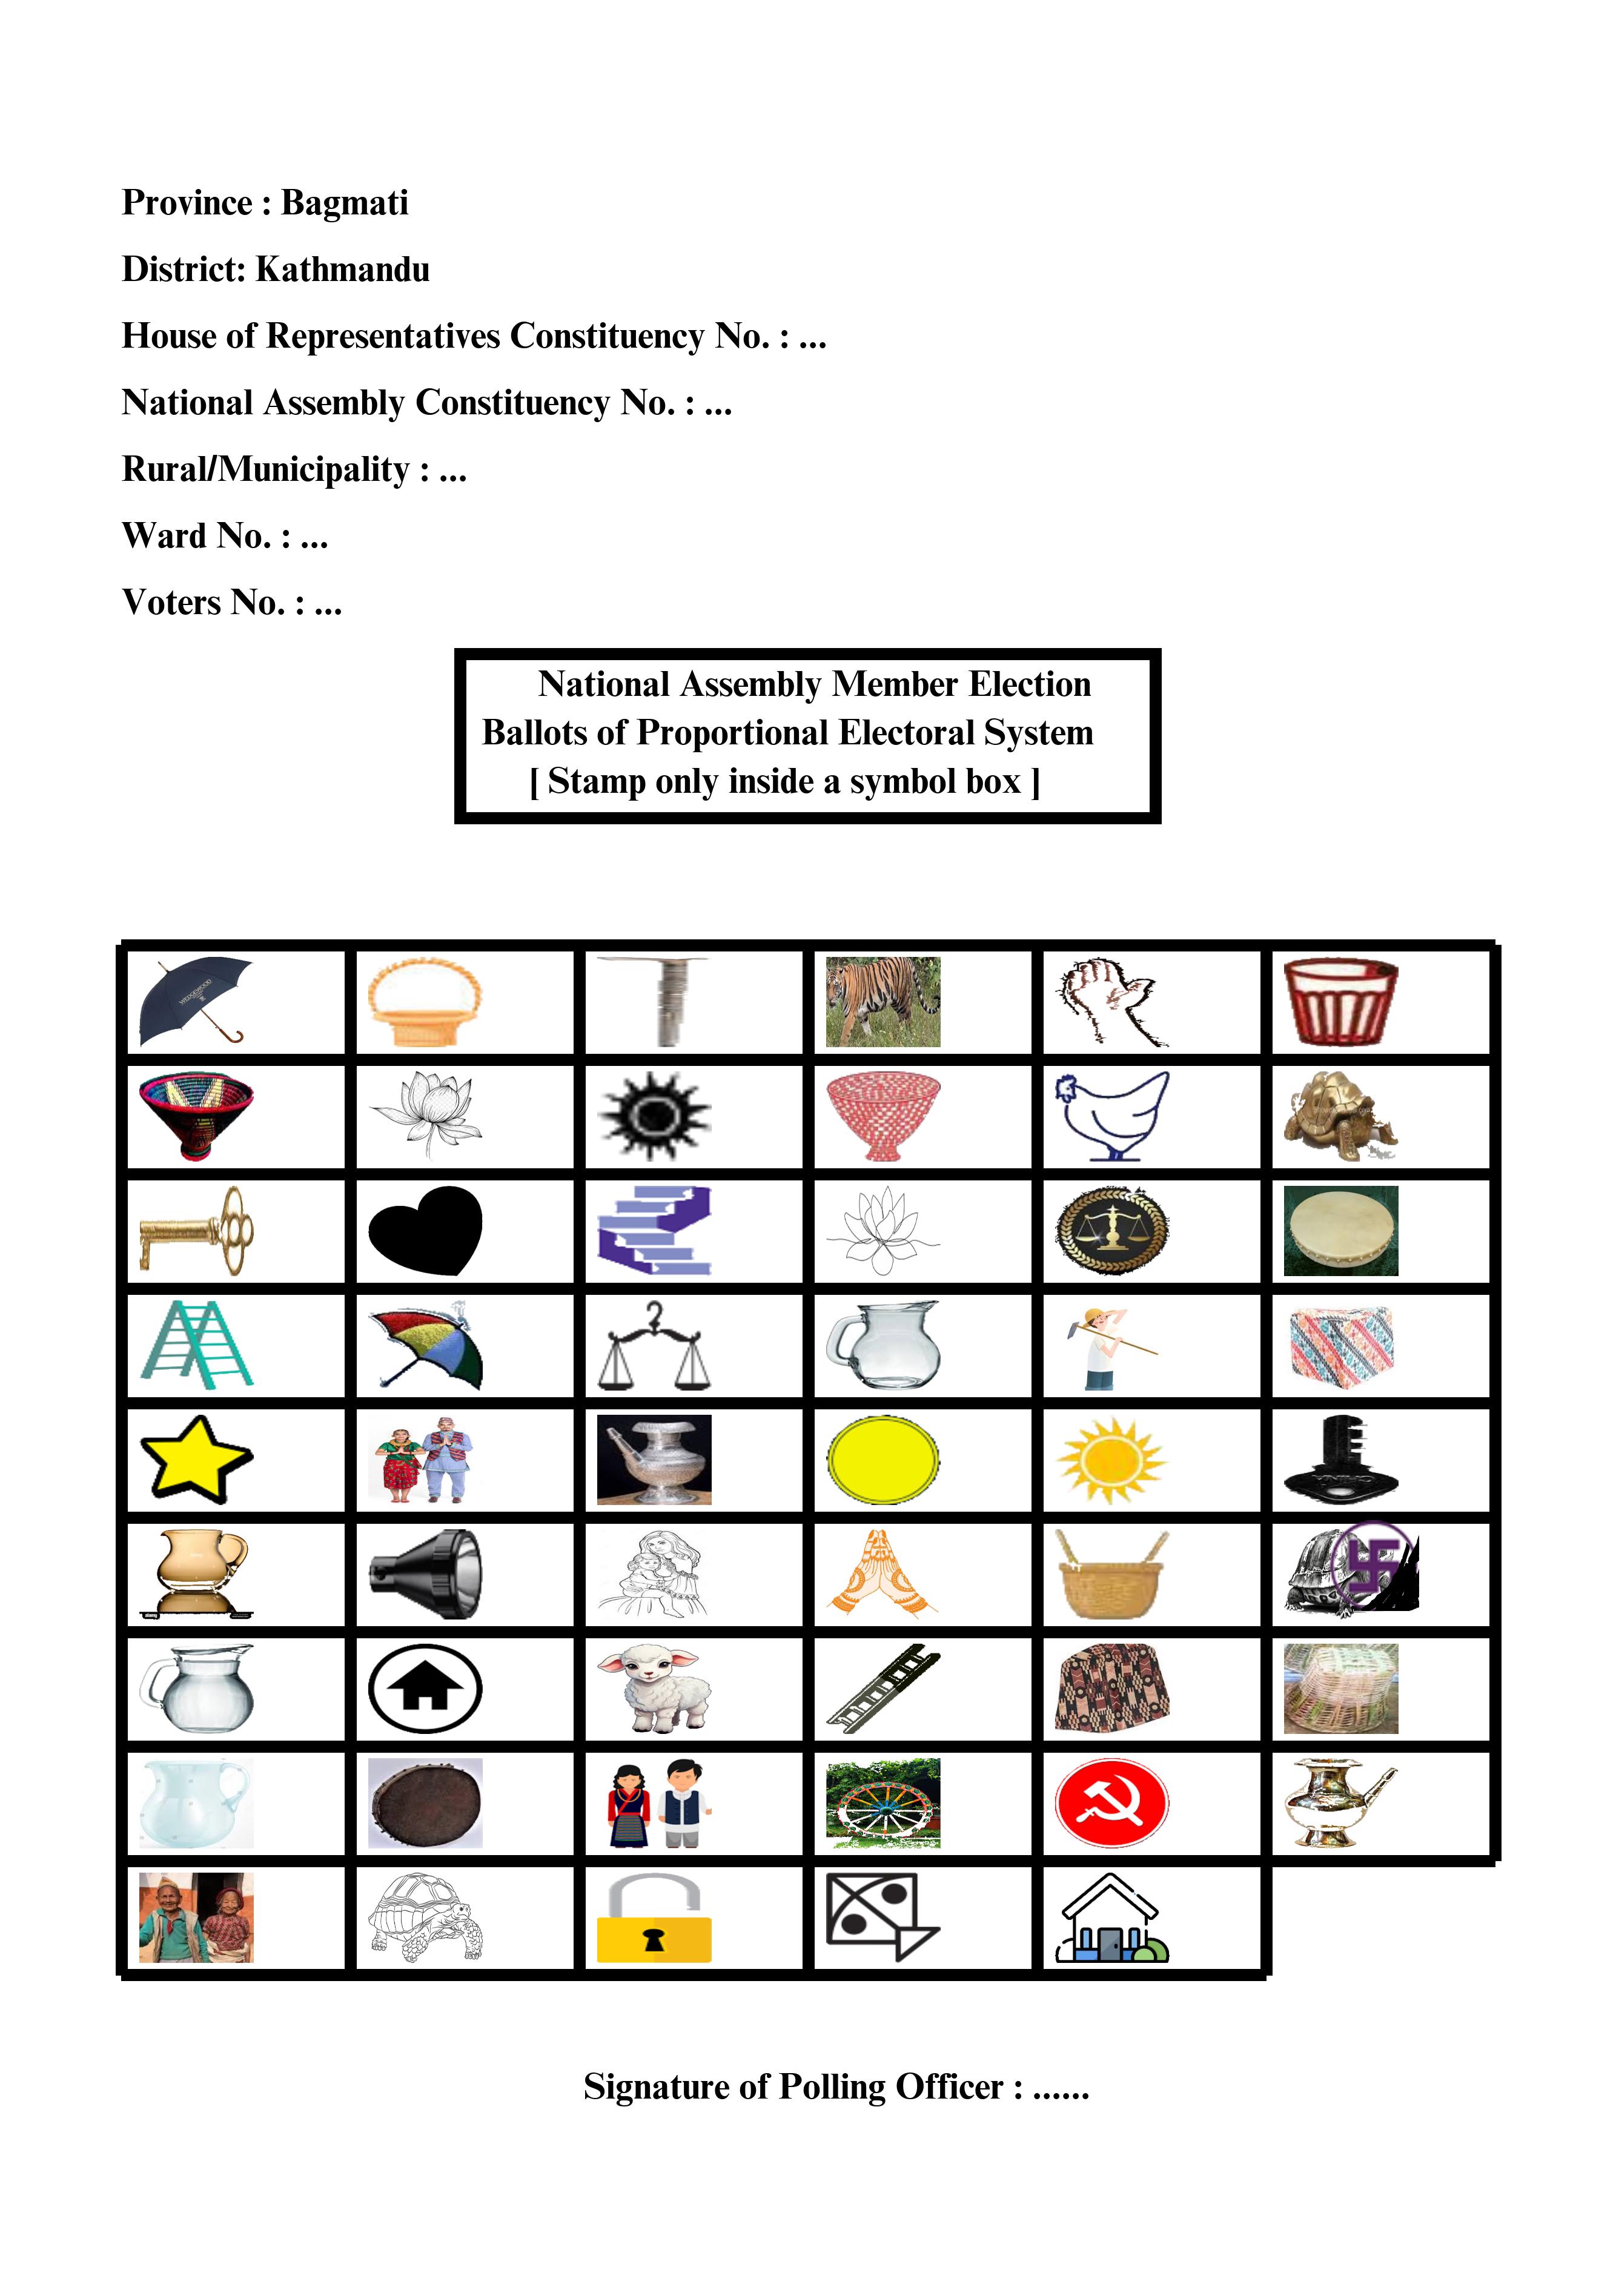 Province : Bagmati
District: Kathmandu
House of Representatives Constituency No. : ...
National Assembly Constituency No. : ...
Rural/Municipality : ...
Ward No. : ...
Voters No. : ...
National Assembly Member Election
Ballots of Proportional Electoral System
[ Stamp only inside a symbol box ]
WEDGEWOOD
Signature of Polling Officer : ......